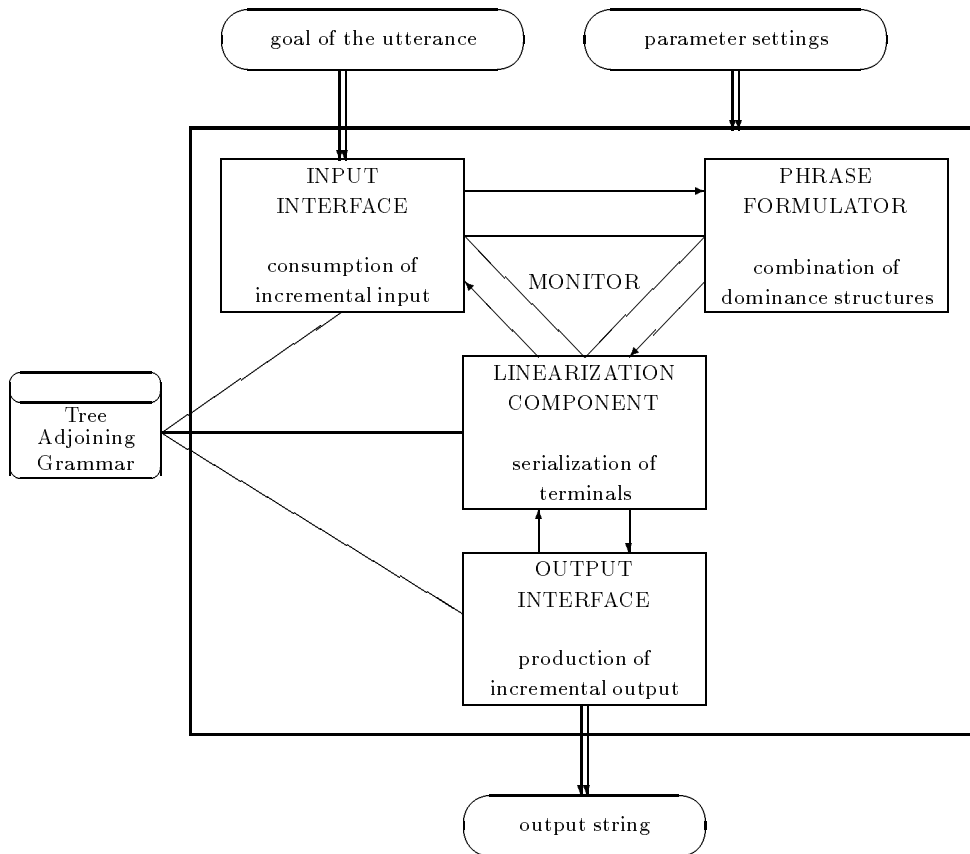 goal of the utterance
parameter settings
INPUT
INTERFACE
consumption of
incremental input
PHRASE
FORMULATOR
combination of
dominance structures
MONITOR
LINEARIZATION
COMPONENT
serialization of
terminals
Tree
Adjoining
Grammar
OUTPUT
INTERFACE
production of
incremental output
output string